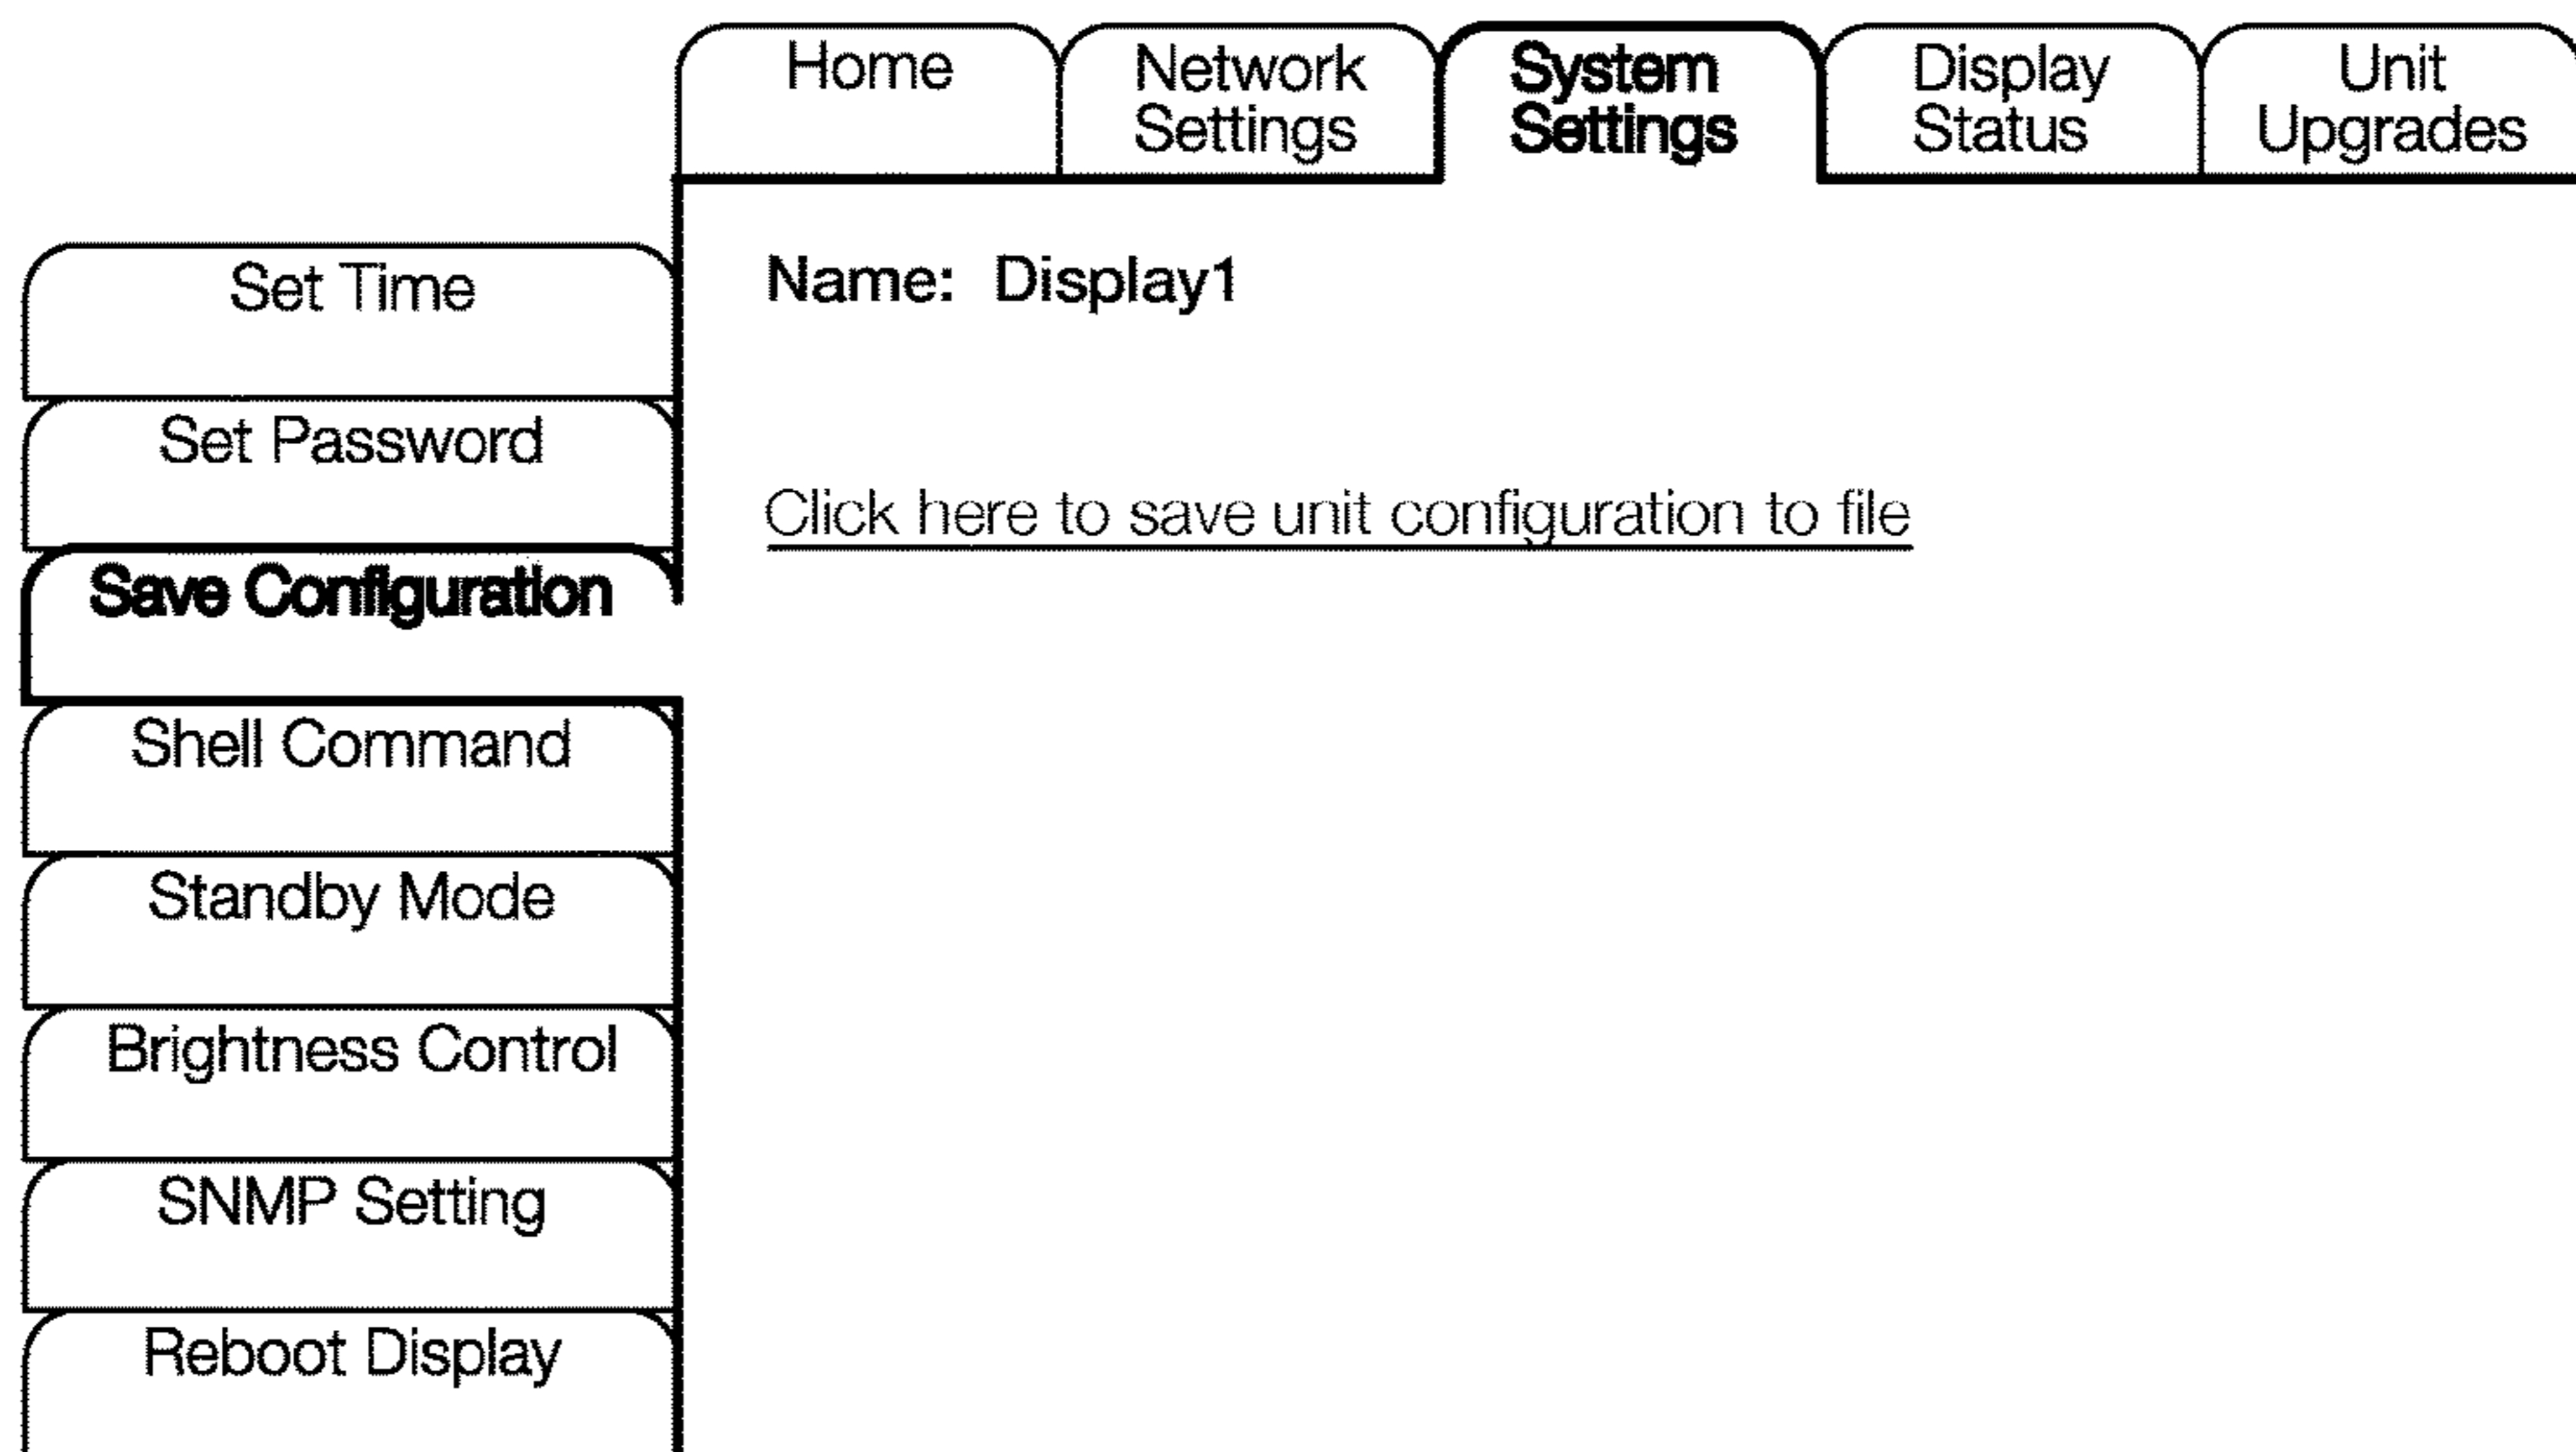 Home
Network
Settings
System
Settings
Display
Status
Unit
Upgrades
Set Time
Set Password
Save Configuration
Shell Command
Standby Mode
Brightness Control
SNMP Setting
Reboot Display
Name: Display1
Click here to save unit configuration to file